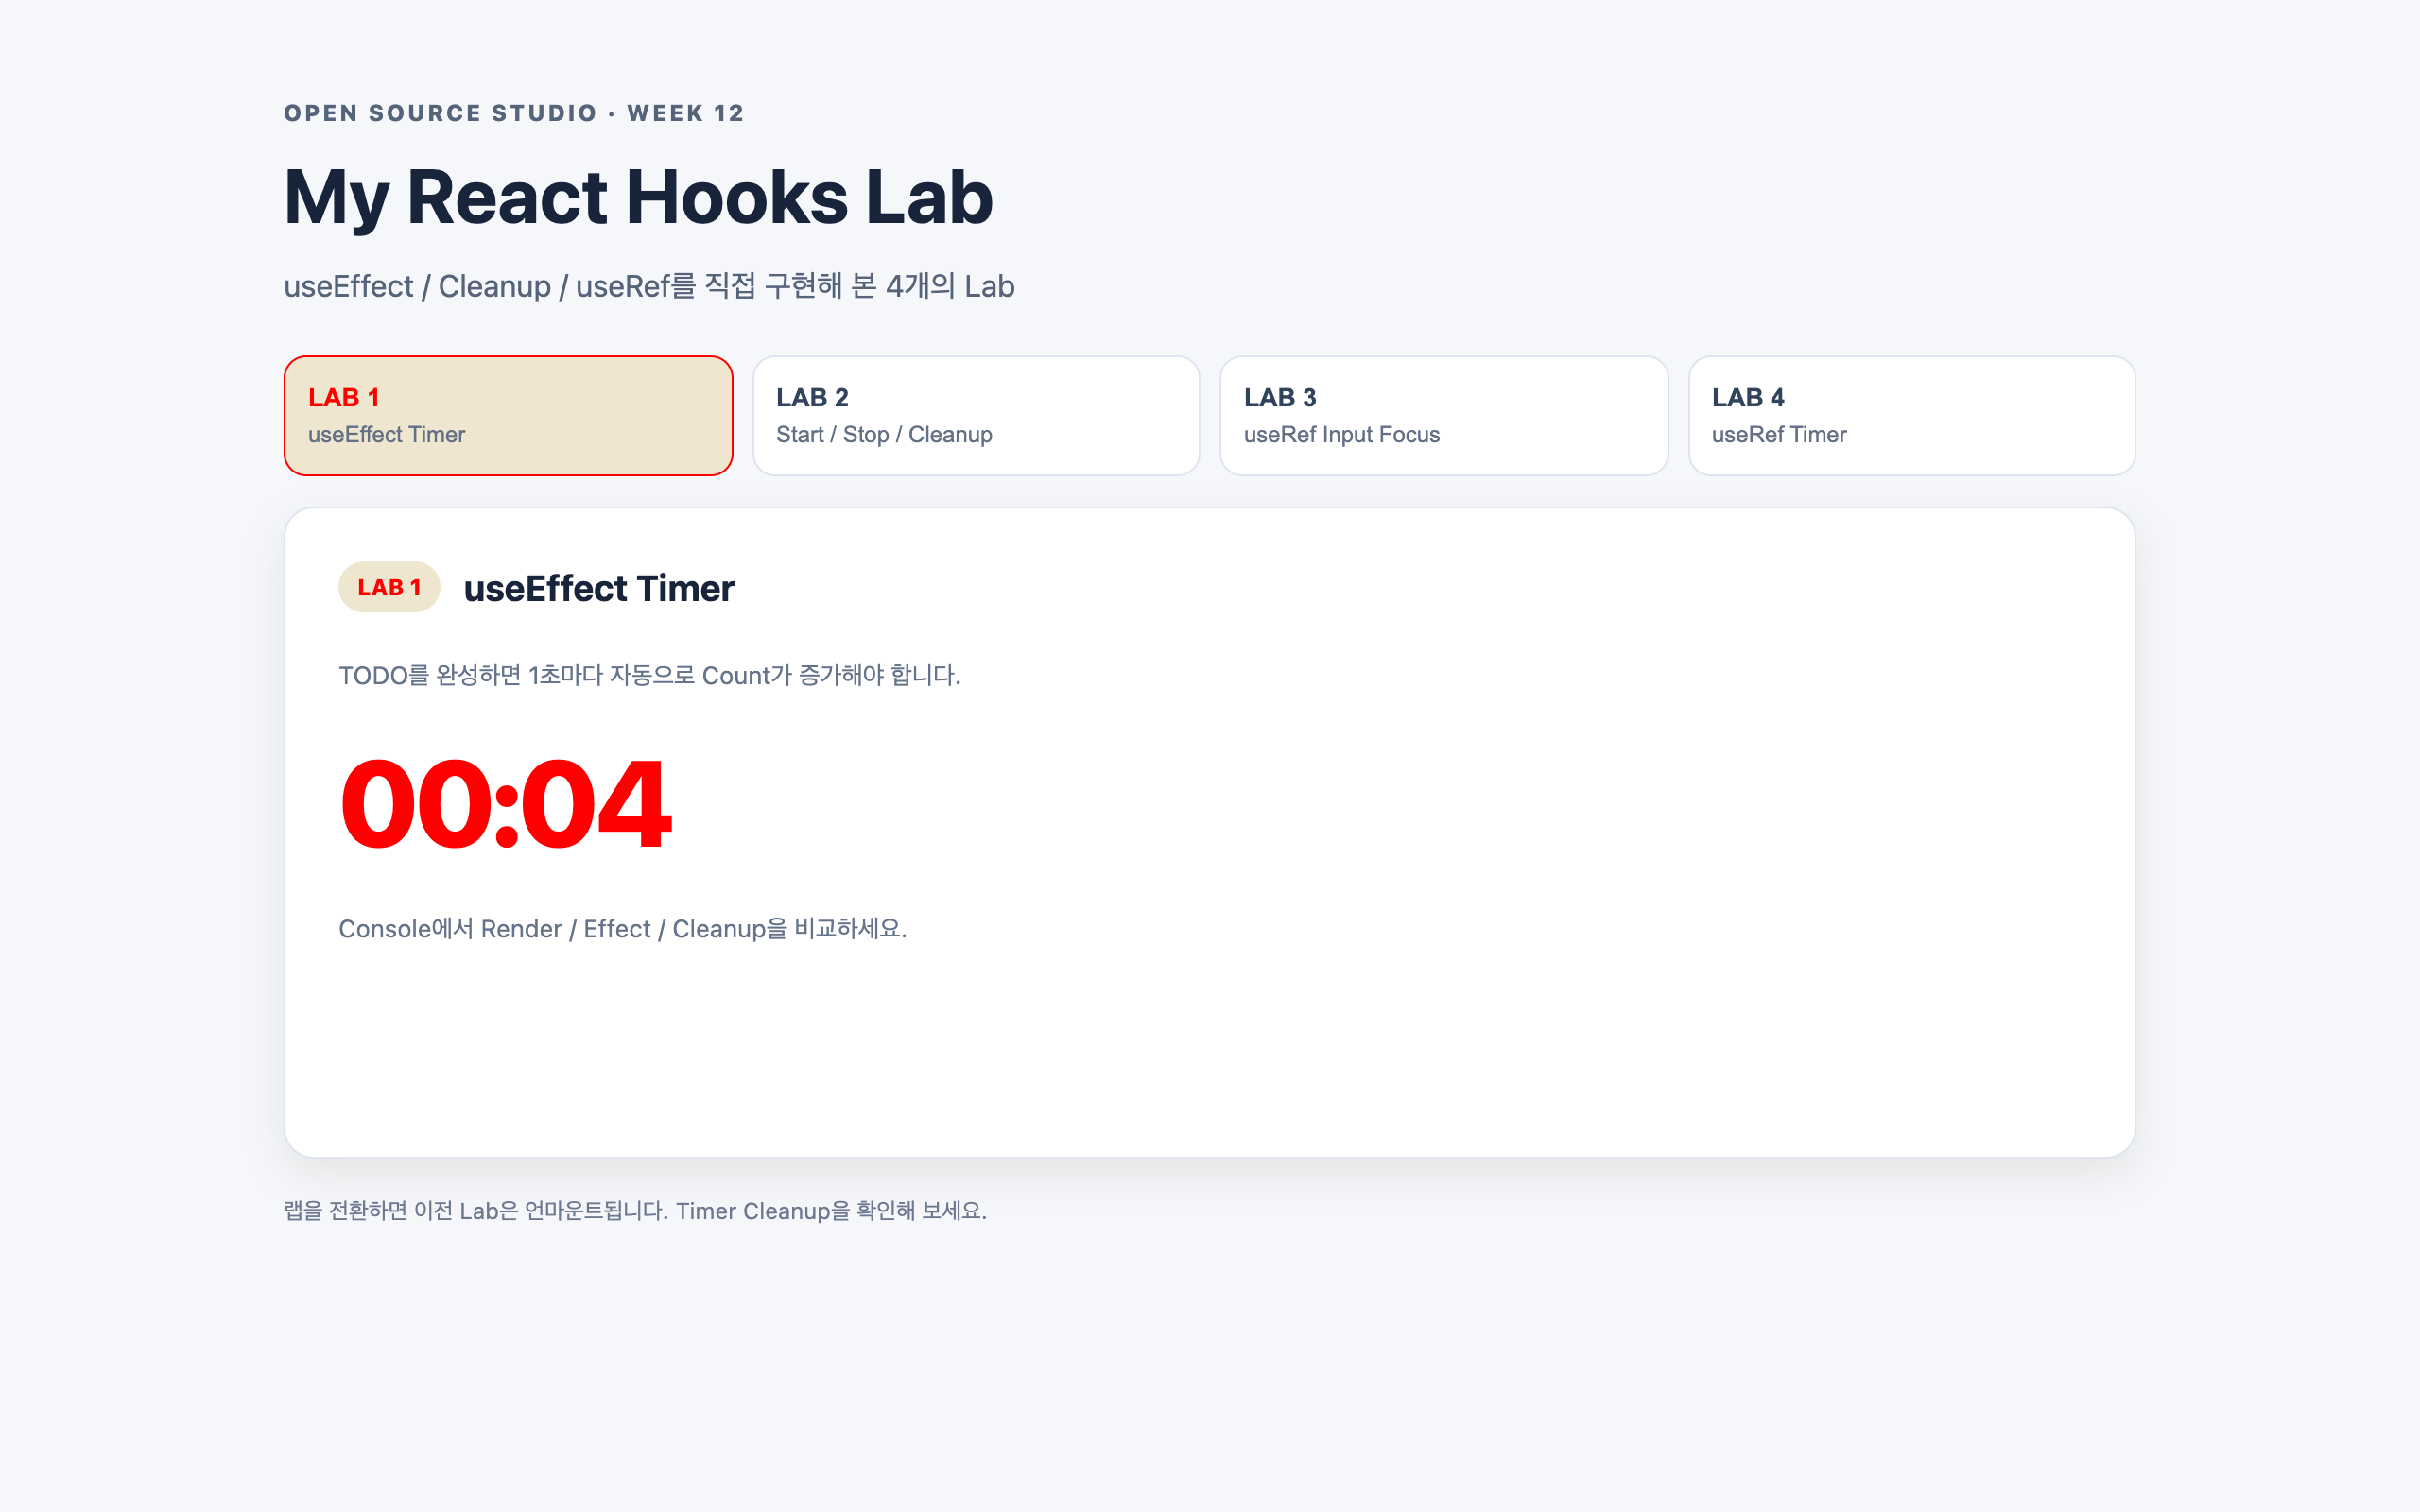 OPEN SOURCE STUDIO · WEEK 12
My React Hooks Lab
useEffect / Cleanup / useRef를 직접 구현해 본 4개의 Lab
LAB 1
useEffect Timer
LAB 2
Start / Stop / Cleanup
LAB 3
useRef Input Focus
LAB 4
useRef Timer
LAB 1 useEffect Timer
TODO를 완성하면 1초마다 자동으로 Count가 증가해야 합니다.
00:04
Console에서 Render / Effect / Cleanup을 비교하세요.
랩을 전환하면 이전 Lab은 언마운트됩니다. Timer Cleanup을 확인해 보세요.